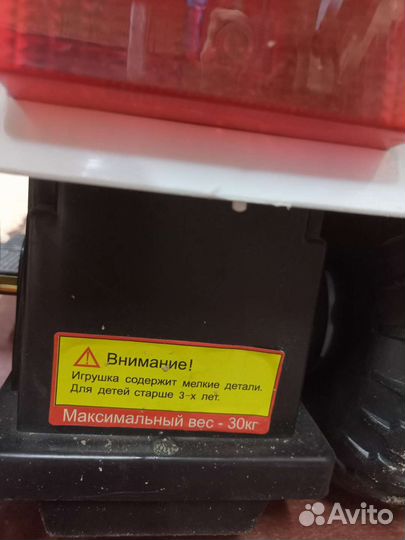 Внимание!
Игрушка содержит мелкие детали.
Для детей старше 3-х лет.
Максимальный вес - 30кг
Avito